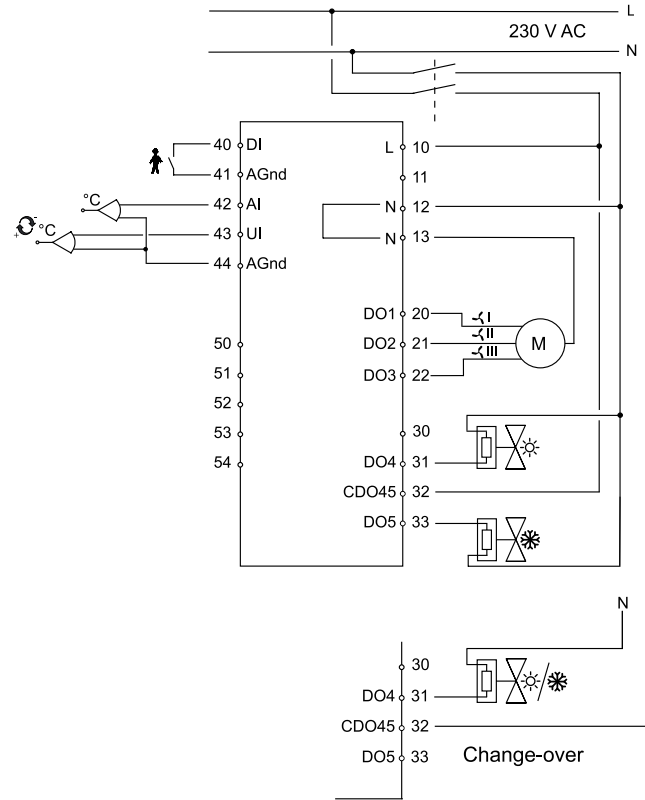 L
230 V AC
N
40 DI
L 10
41 AGnd
11
°C
42 AI
N 12
°C
43 UI
N 13
44 AGnd
DO1 20
I
50
DO2 21
II
M
51
DO3 22
III
52
53
30
54
DO4 31
CDO45 32
DO5 33
N
30
DO4 31
CDO45 32
DO5 33
Change-over